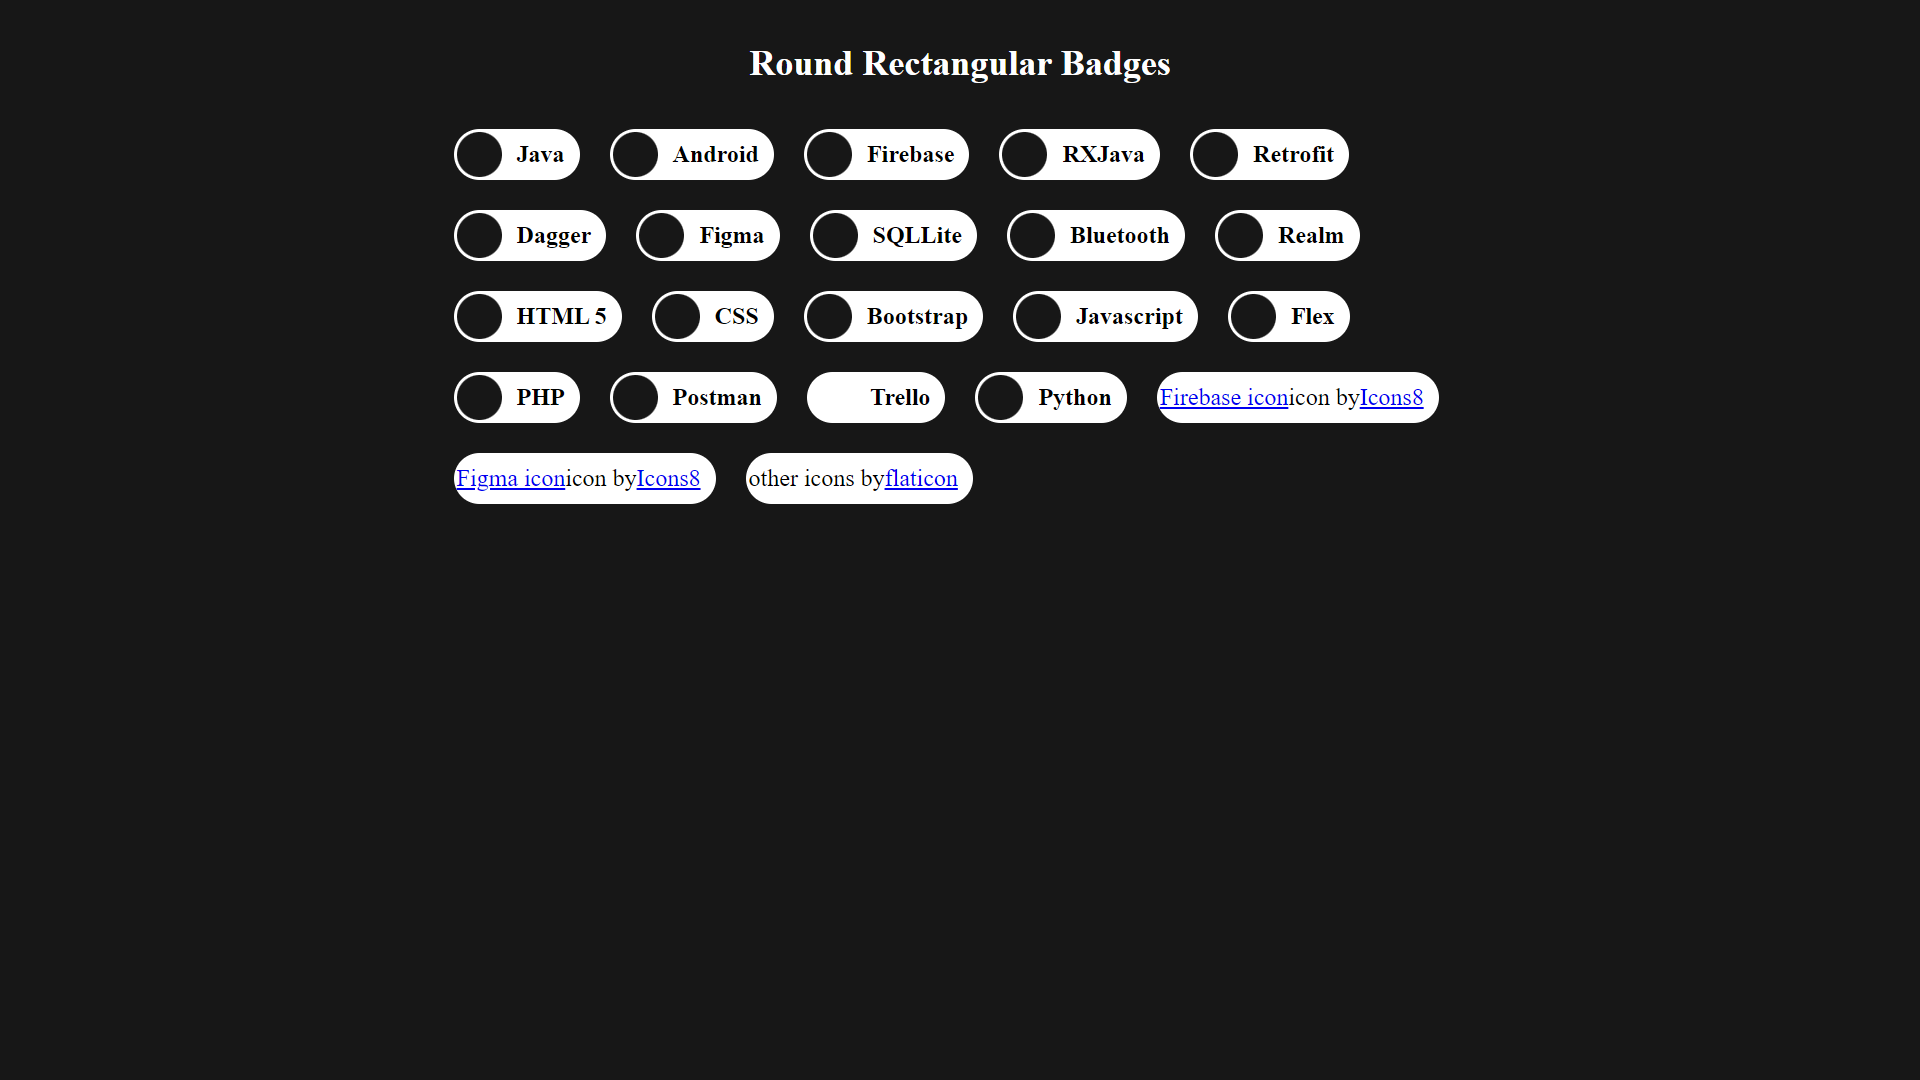 Round Rectangular Badges
Java Android Firebase RXJava Retrofit
Dagger Figma SQLLite Bluetooth Realm
HTML 5 CSS Bootstrap Javascript Flex
PHP Postman Trello Python Firebase iconicon byIcons8
Figma iconicon byIcons8 other icons byflaticon